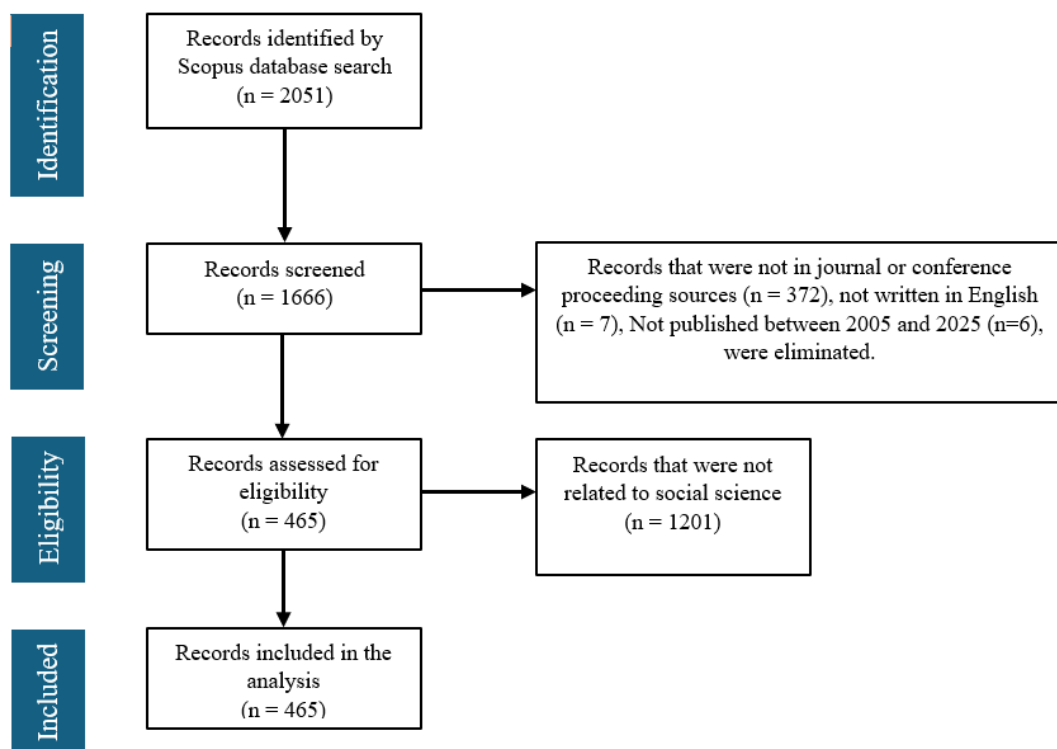 Identification
Records identified by
Scopus database search
(n = 2051)
Screening
Records screened
(n = 1666)
Records that were not in journal or conference
proceeding sources (n = 372), not written in English
(n = 7), Not published between 2005 and 2025 (n=6),
were eliminated.
Eligibility
Records assessed for
eligibility
(n = 465)
Records that were not
related to social science
(n = 1201)
Included
Records included in the
analysis
(n = 465)